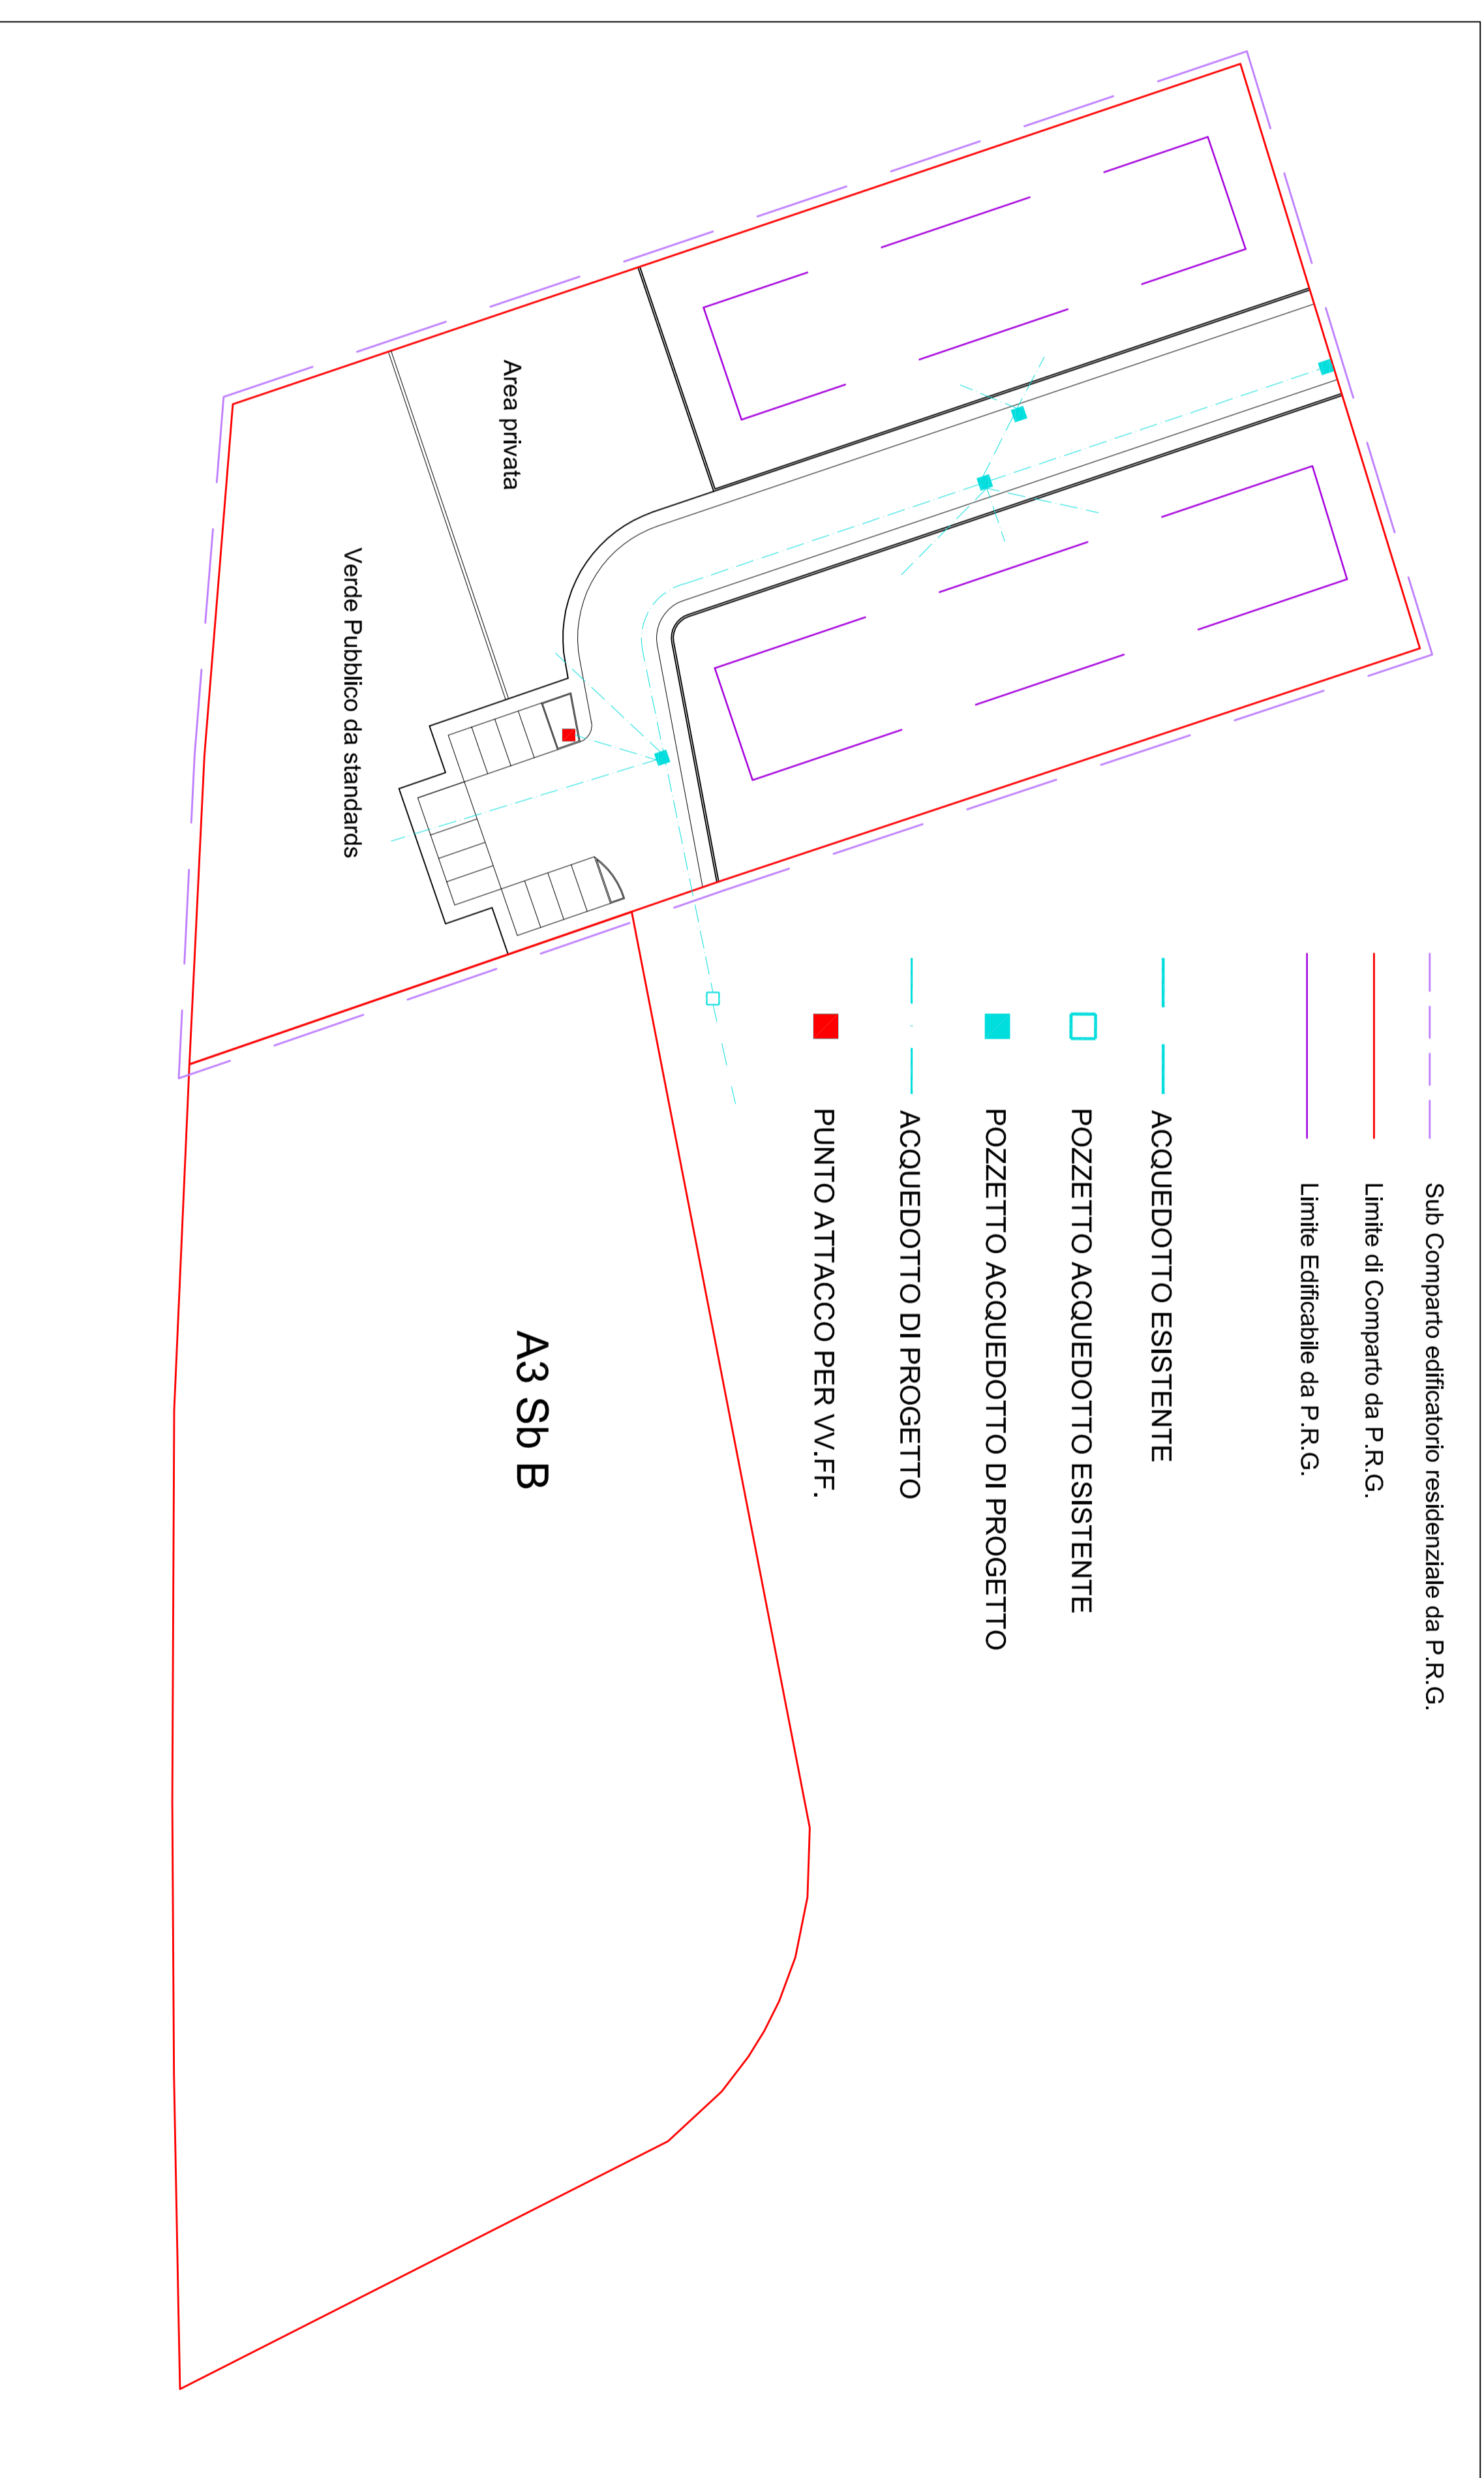 Sub Comparto edificatorio residenziale da P.R.G.
Limite di Comparto da P.R.G.
Limite Edificabile da P.R.G.
ACQUEDOTTO ESISTENTE
POZZETTO ACQUEDOTTO ESISTENTE
POZZETTO ACQUEDOTTO DI PROGETTO
ACQUEDOTTO DI PROGETTO
PUNTO ATTACCO PER VV.FF.
Area privata
Verde Pubblico da standards
A3 Sb B